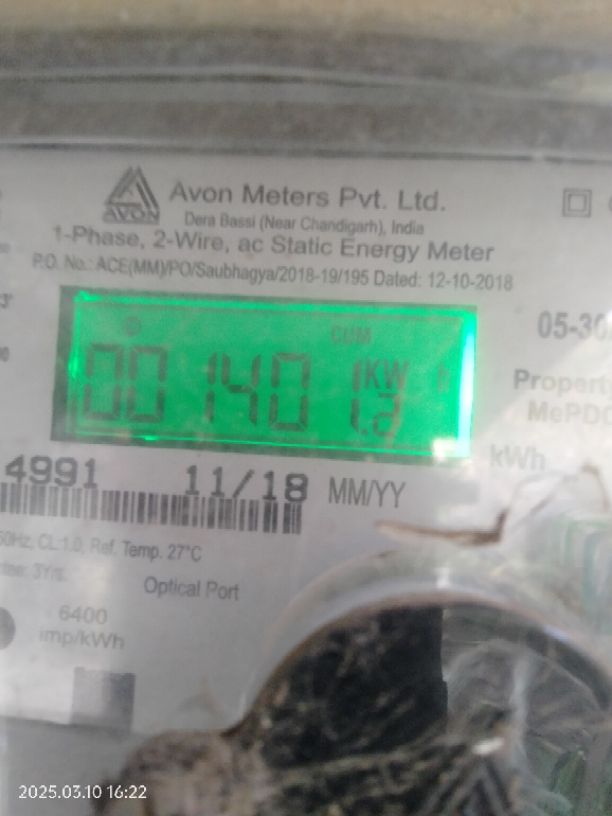 Avon Meters Pvt. Ltd.
AVON
Dera Bassi (Near Chandigarh), India
1-Phase, 2-Wire, ac Static Energy Meter
P.O. No.: ACE(MM)/PO/Saubhagya/2018-19/195 Dated: 12-10-2018
CUM
001401.2 KW h
05-30
Propert
MePDC
kWh
4991 11/18 MM/YY
50Hz, CL:1.0, Ref. Temp. 27°C
3Yrs.
Optical Port
6400
imp/kWh
2025.03.10 16:22